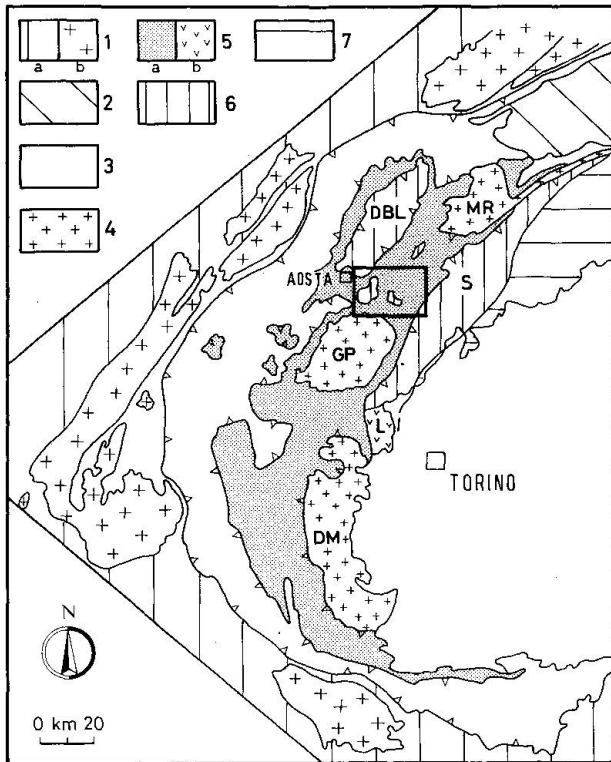 1 5 7
a b a b
2 6
3
4
DBL MR
AOSTA S
GP
L
TORINO
DM
N
0 km 20